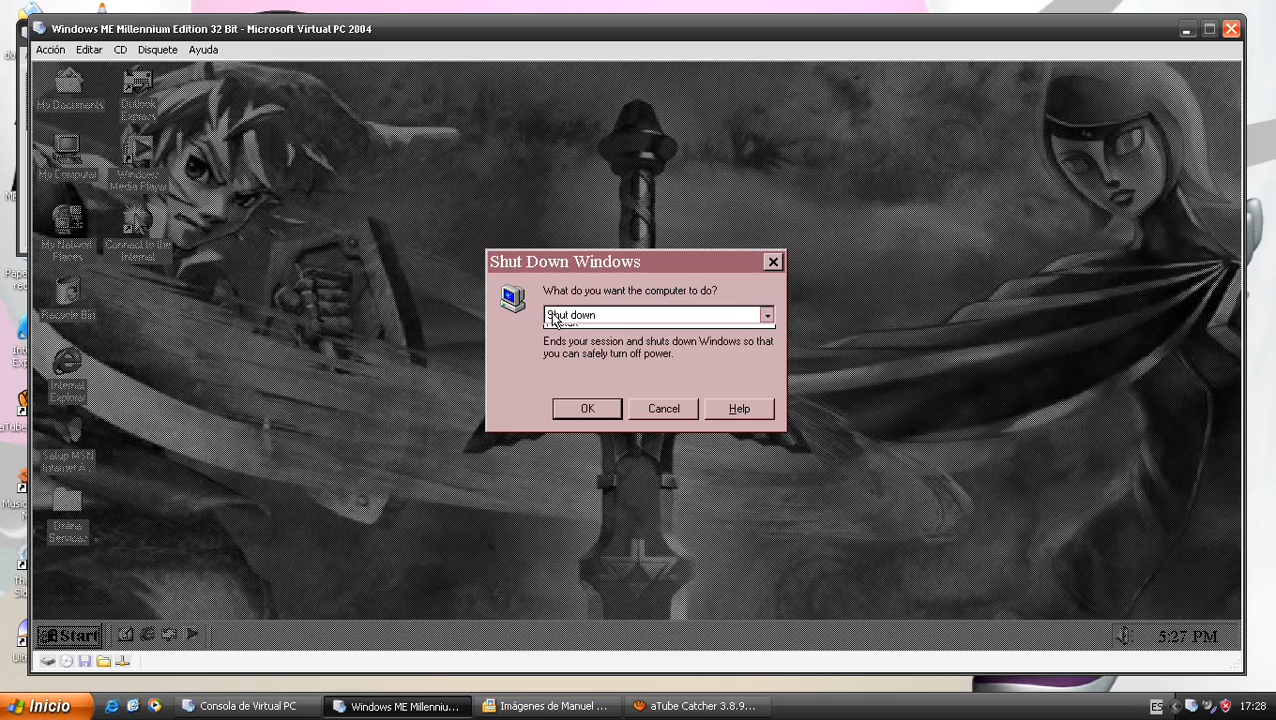 Windows ME Millennium Edition 32 Bit - Microsoft Virtual PC 2004
Acción Editar CD Disquete Ayuda
My Documents
Outlook
Express
My Computer
Windows
Media Player
My Network
Places
Connect to the
Internet
Recycle Bin
Internet
Explorer
Setup MSN
Internet A...
Online
Services
Shut Down Windows
What do you want the computer to do?
Shut down
Ends your session and shuts down Windows so that
you can safely turn off power.
OK Cancel Help
Start
5:27 PM
Inicio
Consola de Virtual PC
Windows ME Millenniu...
Imágenes de Manuel ...
aTube Catcher 3.8.9...
ES
17:28